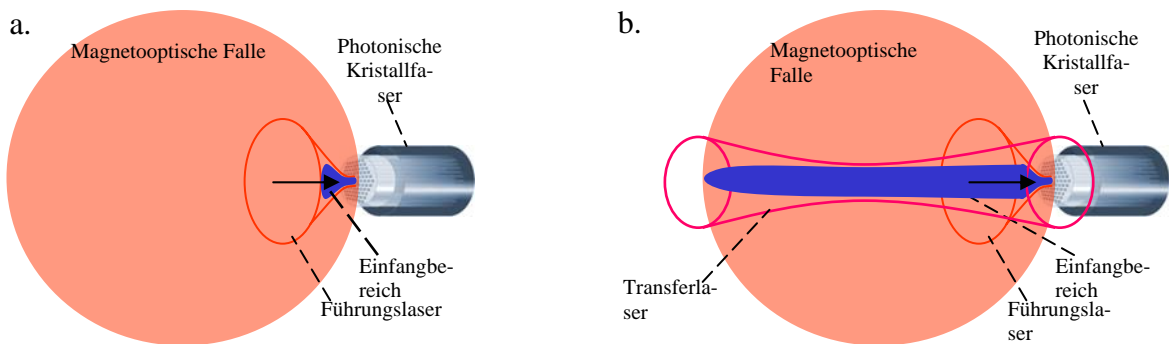 a.
Magnetooptische Falle
Photonische
Kristallfa-
ser
Einfangbe-
reich
Führungslaser
b.
Magnetooptische
Falle
Photonische
Kristallfa-
ser
Transferla-
ser
Einfangbe-
reich
Führungsla-
ser